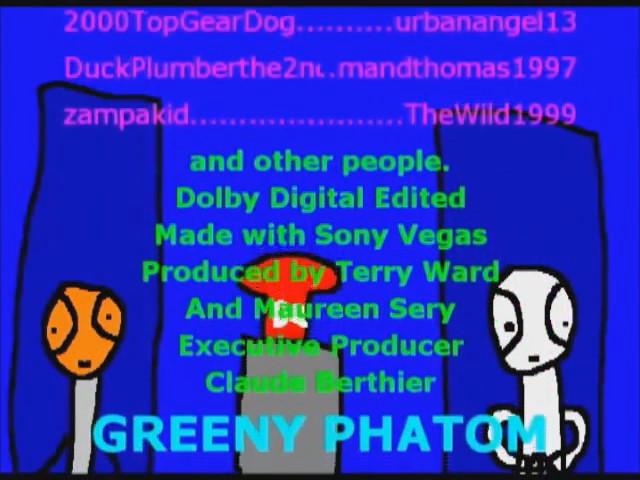 2000TopGearDog..........urbanangel13
DuckPlumberthe2n..mandthomas1997
zampakid......................TheWild1999
and other people.
Dolby Digital Edited
Made with Sony Vegas
Produced by Terry Ward
And Maureen Sery
Executive Producer
Claude Berthier
GREENY PHATOM